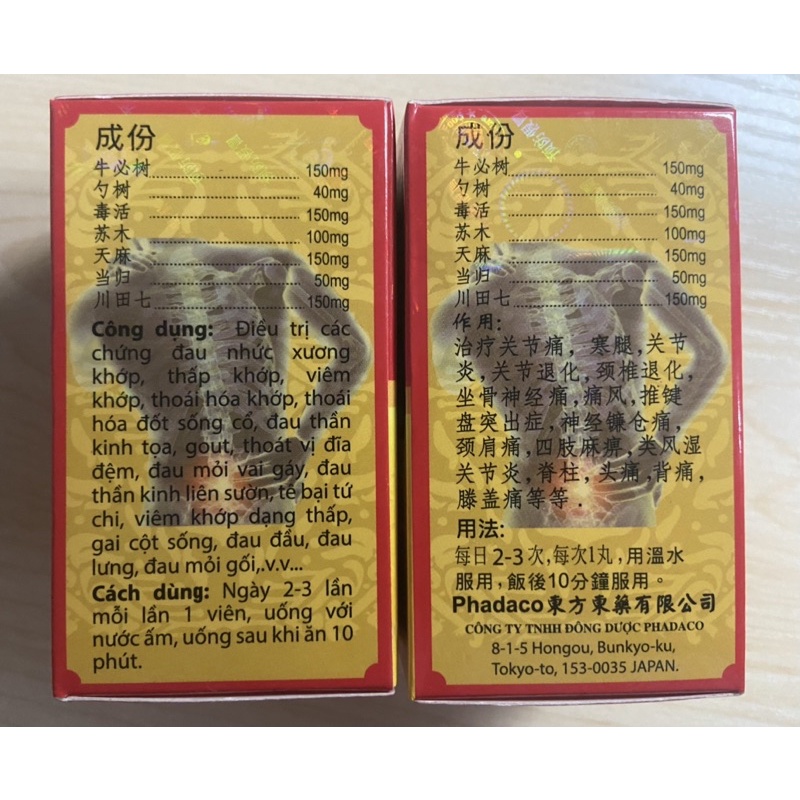 成份
牛必树 150mg
勺树 40mg
毒活 150mg
苏木 100mg
天麻 150mg
当归 50mg
川田七 150mg
Công dụng: Điều trị các
chứng đau nhức xương
khớp, thấp khớp, viêm
khớp, thoái hóa khớp, thoái
hóa đốt sống cổ, đau thần
kinh tọa, gout, thoát vị đĩa
đệm, đau mỏi vai gáy, đau
thần kinh liên sườn, tê bại tứ
chi, viêm khớp dạng thấp,
gai cột sống, đau đầu, đau
lưng, đau mỏi gối,.v.v...
Cách dùng: Ngày 2-3 lần
mỗi lần 1 viên, uống với
nước ấm, uống sau khi ăn 10
phút.
成份
牛必树 150mg
勺树 40mg
毒活 150mg
苏木 100mg
天麻 150mg
当归 50mg
川田七 150mg
作用:
治疗关节痛, 寒腿,关节
炎,关节退化,颈椎退化,
坐骨神经痛,痛风,推键
盘突出症,神经镰仓痛,
颈肩痛,四肢麻痹,类风湿
关节炎,脊柱,头痛,背痛,
膝盖痛等等.
用法:
每日2-3次,每次1丸,用溫水
服用,飯後10分鐘服用。
Phadaco東方東藥有限公司
CÔNG TY TNHH ĐÔNG DƯỢC PHADACO
8-1-5 Hongou, Bunkyo-ku,
Tokyo-to, 153-0035 JAPAN.